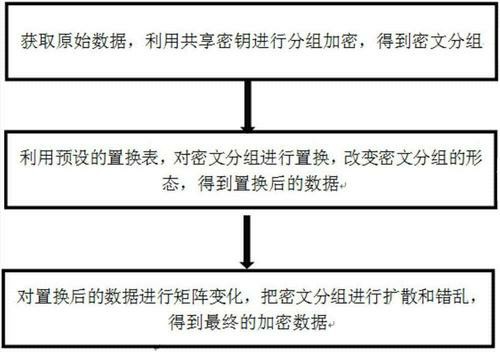 获取原始数据，利用共享密钥进行分组加密，得到密文分组
利用预设的置换表，对密文分组进行置换，改变密文分组的形
态，得到置换后的数据
对置换后的数据进行矩阵变化，把密文分组进行扩散和错乱，
得到最终的加密数据。